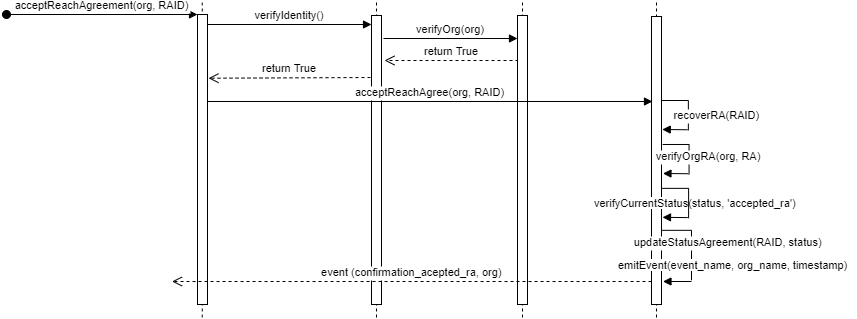 acceptReachAgreement(org, RAID)
verifyIdentity()
verifyOrg(org)
return True
return True
acceptReachAgree(org, RAID)
recoverRA(RAID)
verifyOrgRA(org, RA)
verifyCurrentStatus(status, 'accepted_ra')
updateStatusAgreement(RAID, status)
emitEvent(event_name, org_name, timestamp)
event (confirmation_acepted_ra, org)